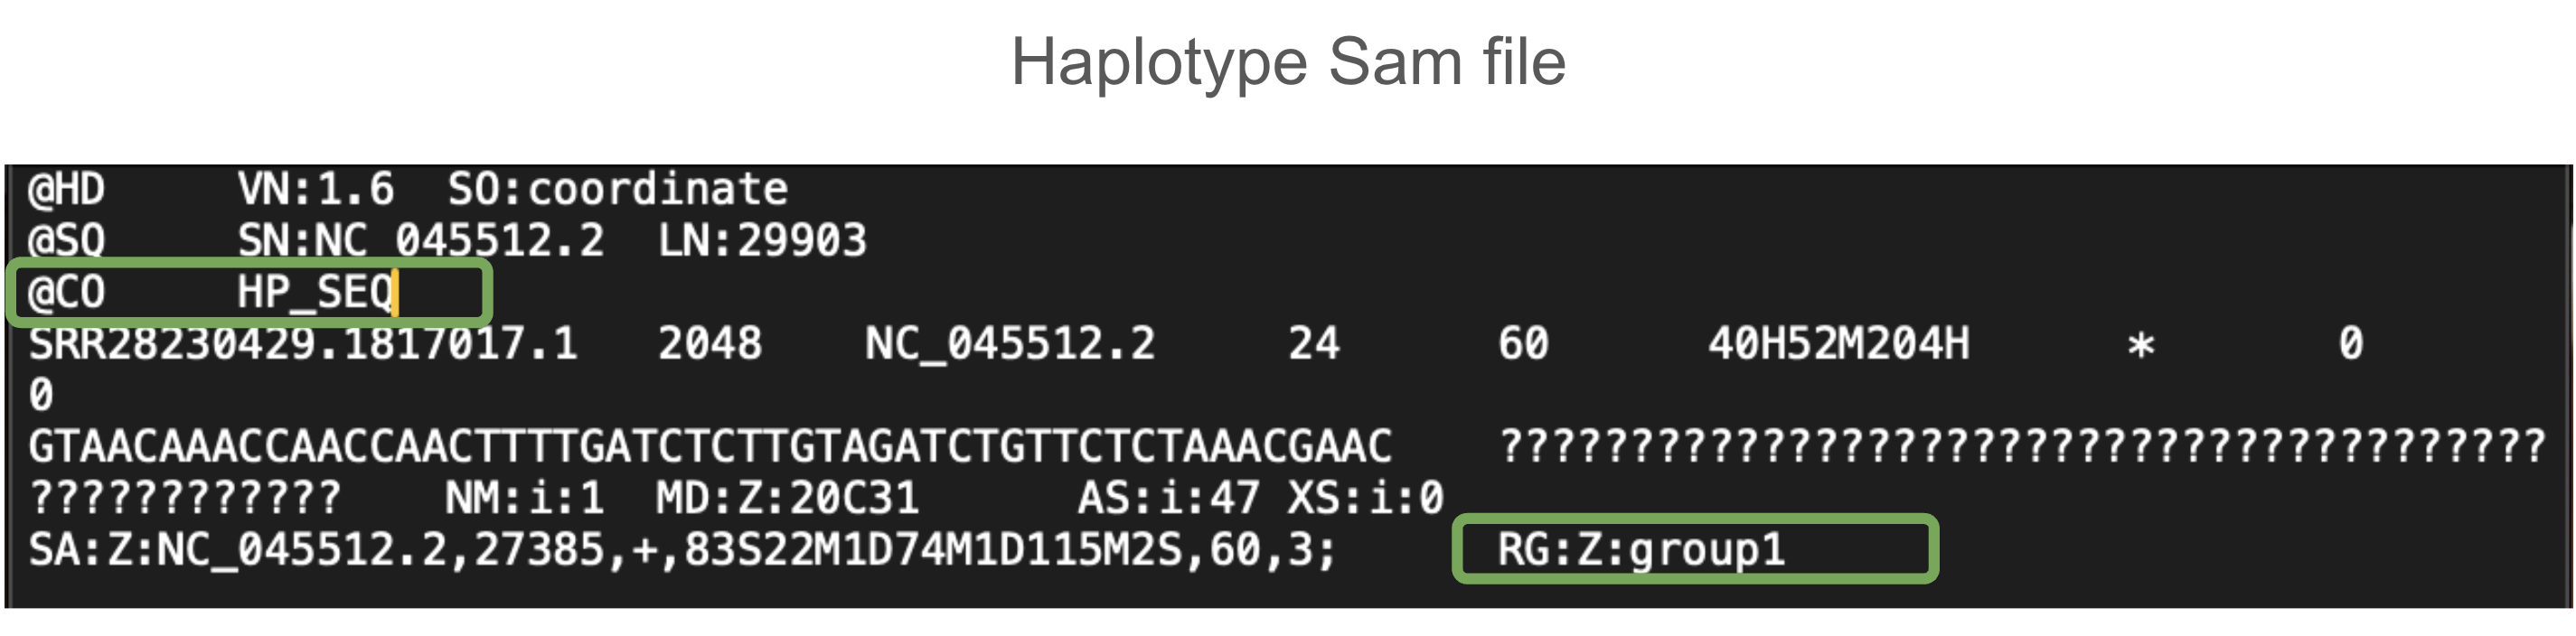 Haplotype Sam file
@HD VN:1.6 SO:coordinate
@SQ SN:NC_045512.2 LN:29903
@CO HP_SEQ
SRR28230429.1817017.1 2048 NC_045512.2 24 60 40H52M204H * 0
0
GTAACAAACCAACCAACTTTTGATCTCTTGTAGATCTGTTCTCTAAACGAAC ????????????????????????????????????????
???????????? NM:i:1 MD:Z:20C31 AS:i:47 XS:i:0
SA:Z:NC_045512.2,27385,+,83S22M1D74M1D115M2S,60,3; RG:Z:group1